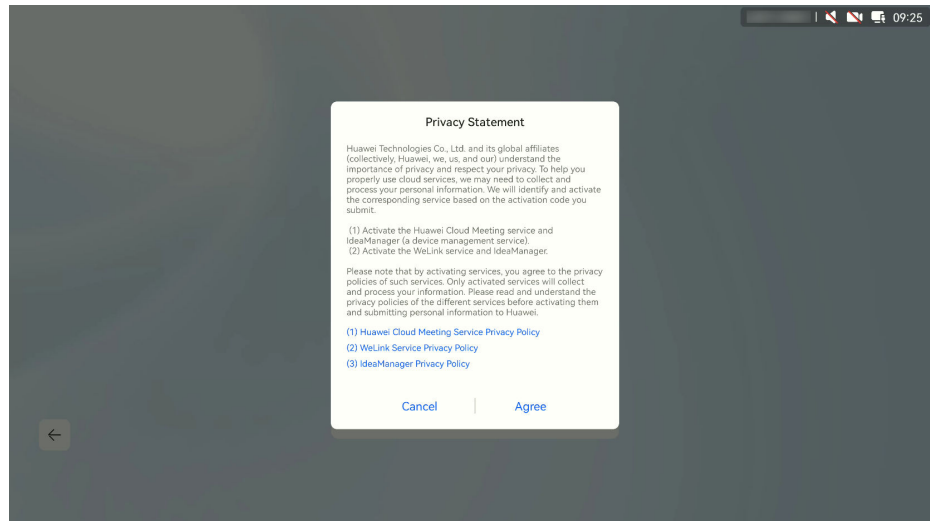 09:25
Privacy Statement
Huawei Technologies Co., Ltd. and its global affiliates
(collectively, Huawei, we, us, and our) understand the
importance of privacy and respect your privacy. To help you
properly use cloud services, we may need to collect and
process your personal information. We will identify and activate
the corresponding service based on the activation code you
submit.
(1) Activate the Huawei Cloud Meeting service and
IdeaManager (a device management service).
(2) Activate the WeLink service and IdeaManager.
Please note that by activating services, you agree to the privacy
policies of such services. Only activated services will collect
and process your information. Please read and understand the
privacy policies of the different services before activating them
and submitting personal information to Huawei.
(1) Huawei Cloud Meeting Service Privacy Policy
(2) WeLink Service Privacy Policy
(3) IdeaManager Privacy Policy
Cancel
Agree